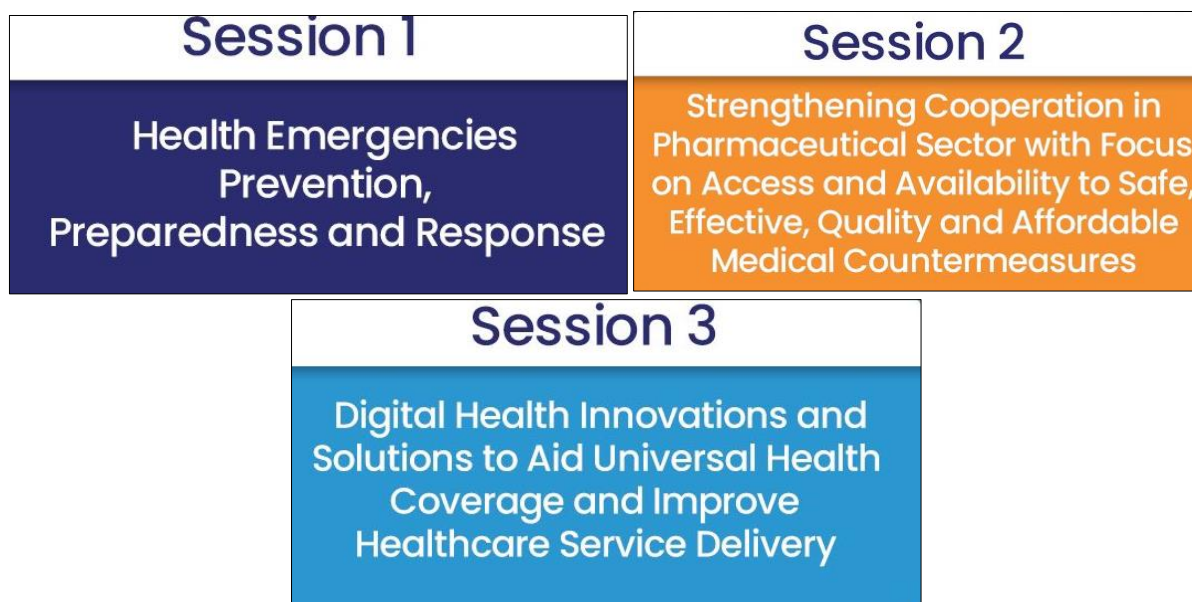 Session 1
Health Emergencies
Prevention,
Preparedness and Response
Session 2
Strengthening Cooperation in
Pharmaceutical Sector with Focus
on Access and Availability to Safe,
Effective, Quality and Affordable
Medical Countermeasures
Session 3
Digital Health Innovations and
Solutions to Aid Universal Health
Coverage and Improve
Healthcare Service Delivery